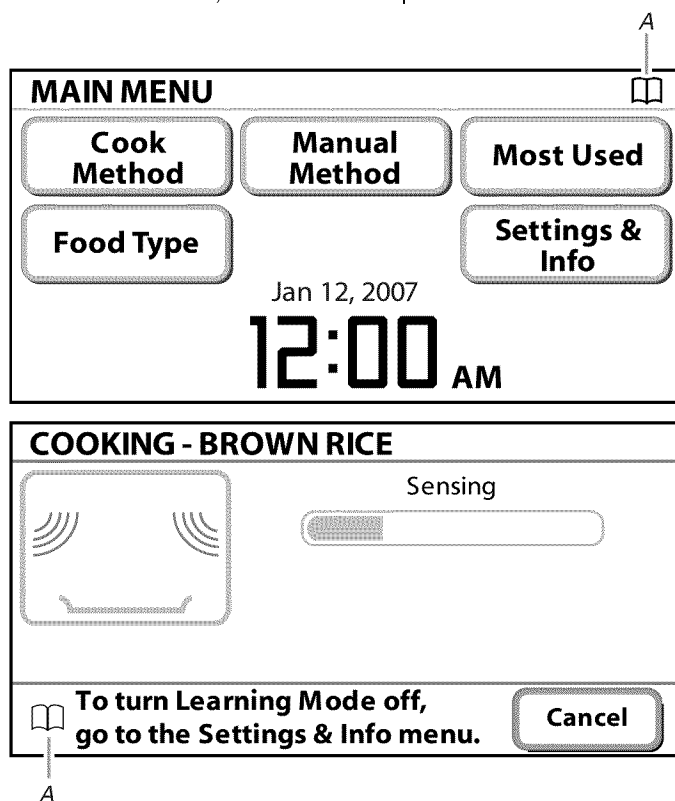 A
MAIN MENU
Cook
Method
Manual
Method
Most Used
Food Type
Settings &
Info
Jan 12, 2007
12:00 AM
COOKING - BROWN RICE
Sensing
To turn Learning Mode off,
go to the Settings & Info menu.
Cancel
A